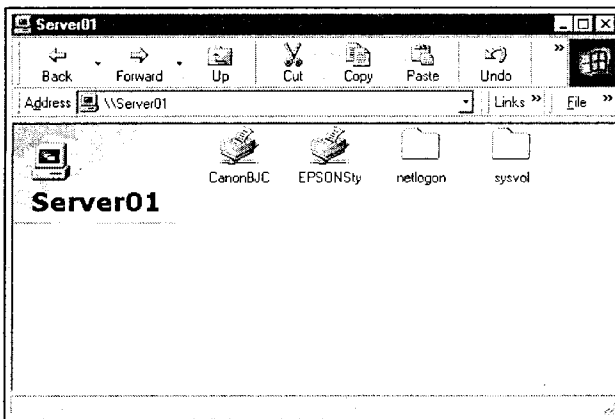 Server01
Back Forward Up Cut Copy Paste Undo »
Address \\Server01 Links » File »
CanonBJC EPSONSty netlogon sysvol
Server01